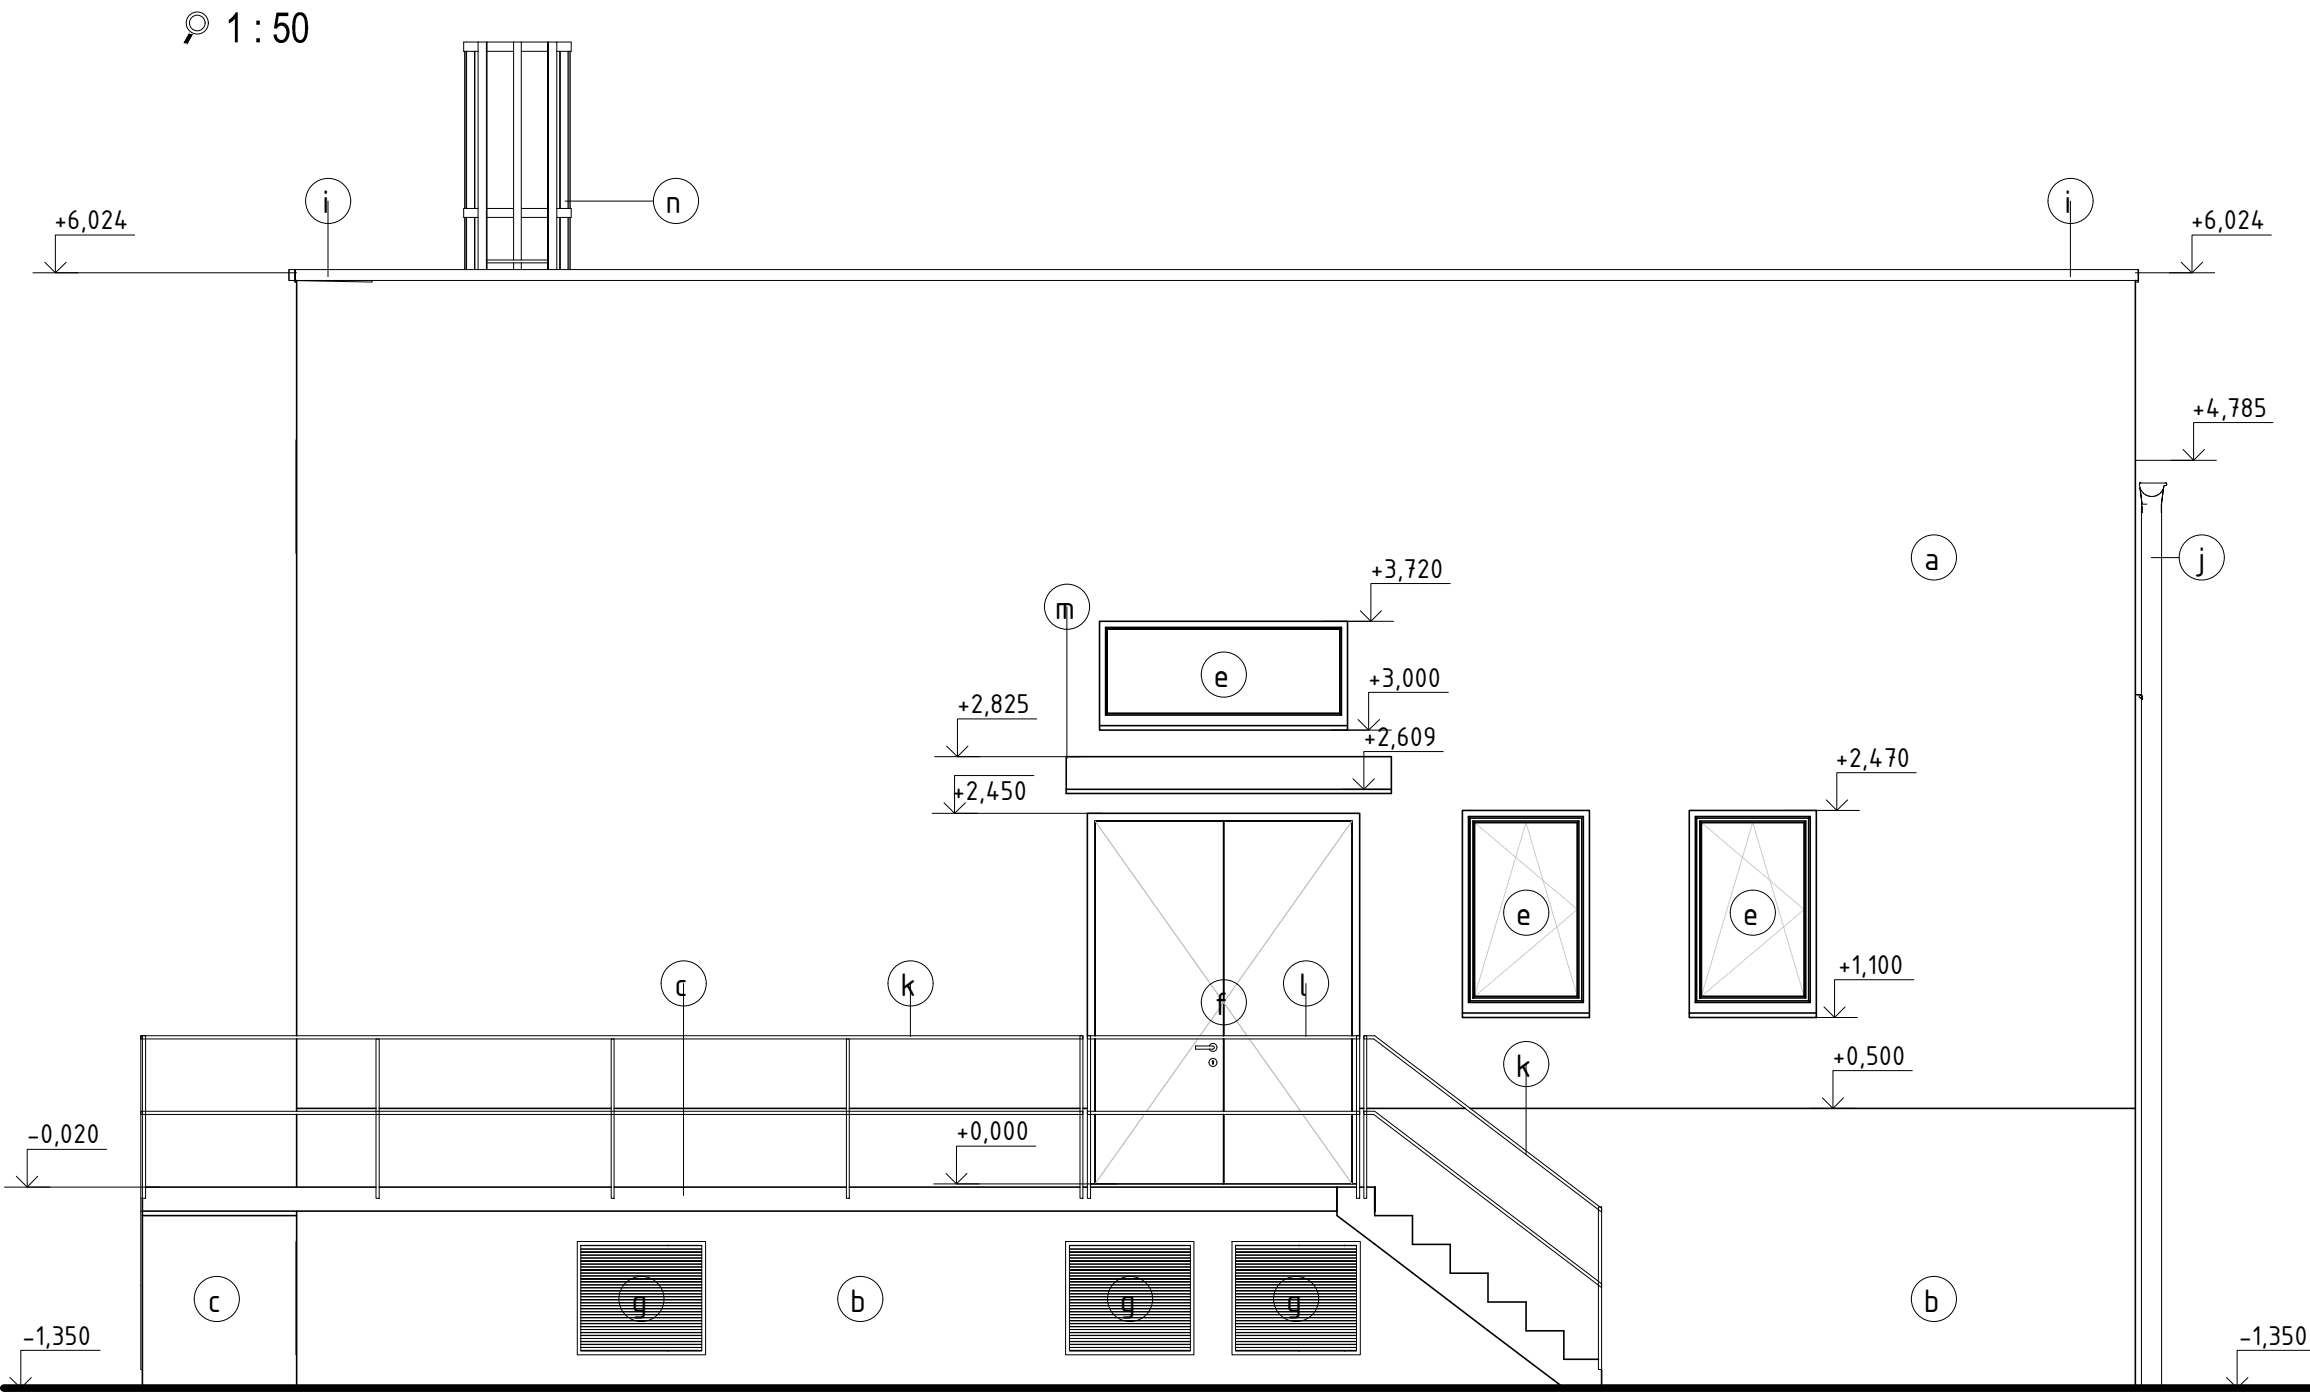 1 : 50
i
n
i
+6,024
+6,024
+4,785
a
j
+3,720
m
e
+3,000
+2,825
+2,609
+2,470
+2,450
e
e
+1,100
c
k
f
l
k
+0,500
-0,020
+0,000
c
g
b
g
g
b
-1,350
-1,350